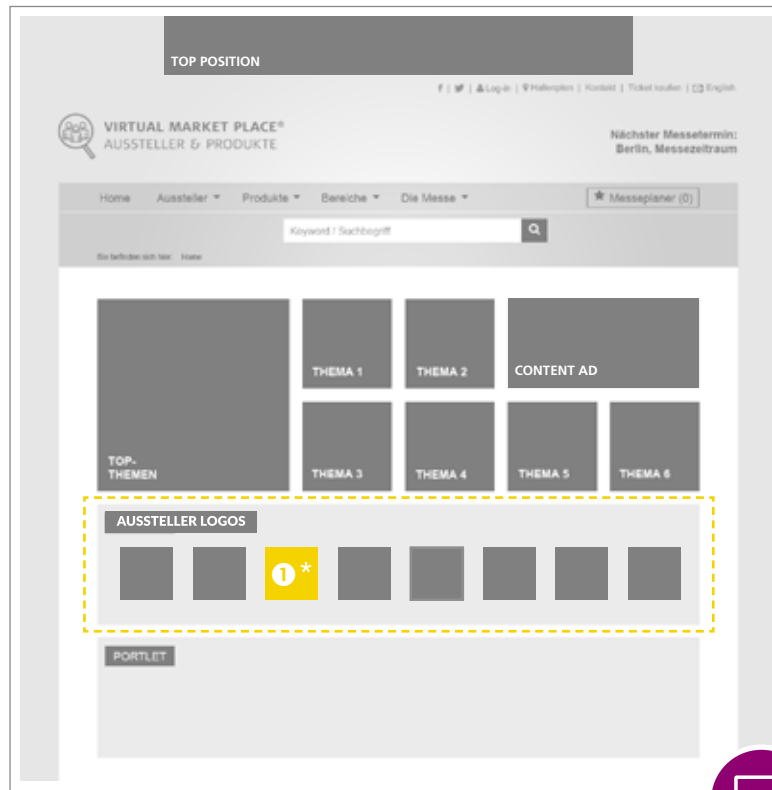 TOP POSITION
f | | Log-in | Hallenplan | Kontakt | Ticket kaufen | English
VIRTUAL MARKET PLACE®
AUSSTELLER & PRODUKTE
Nächster Messetermin:
Berlin, Messezeitraum
Home Aussteller Produkte Bereiche Die Messe Messeplaner (0)
Keyword / Suchbegriff
Sie befinden sich hier: Home
THEMA 1
THEMA 2
CONTENT AD
TOP-
THEMEN
THEMA 3
THEMA 4
THEMA 5
THEMA 6
AUSSTELLER LOGOS
1 *
PORTLET